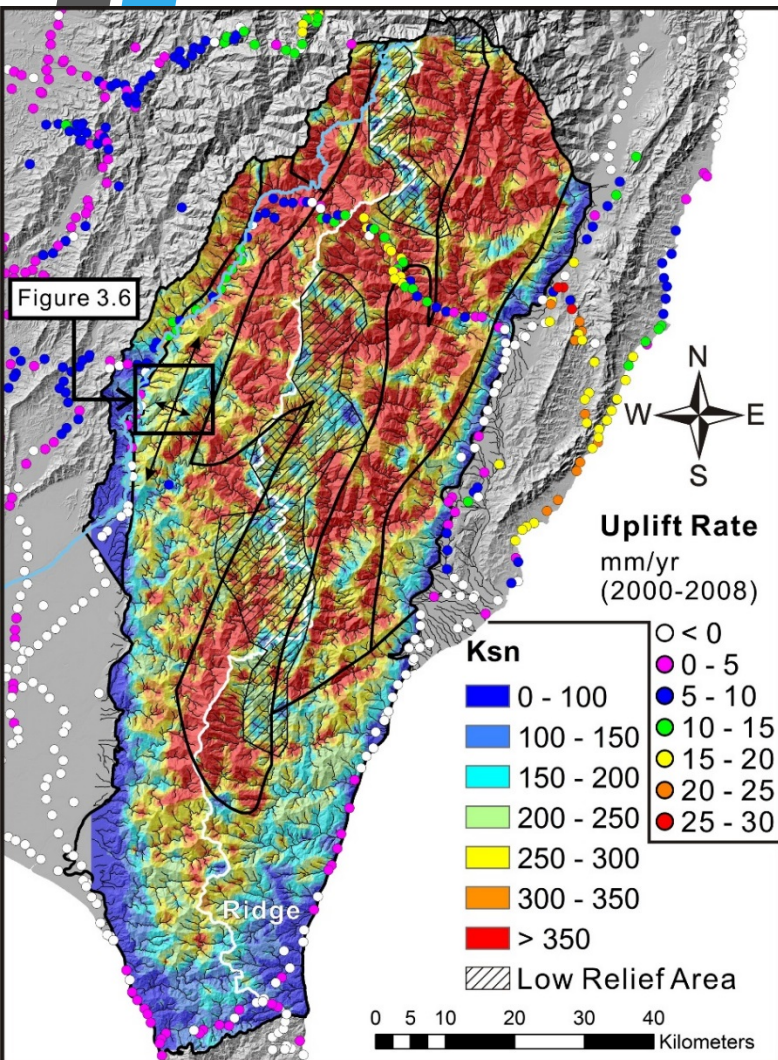 Figure 3.6
N
W E
S
Uplift Rate
mm/yr
(2000-2008)
< 0
0 - 5
5 - 10
10 - 15
15 - 20
20 - 25
25 - 30
Ksn
0 - 100
100 - 150
150 - 200
200 - 250
250 - 300
300 - 350
> 350
Low Relief Area
Ridge
0 5 10 20 30 40
Kilometers